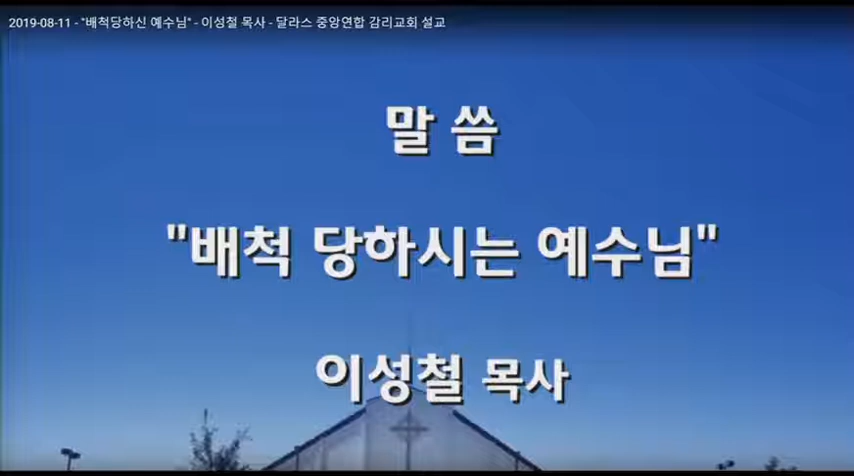 2019-08-11 - "배척당하신 예수님" - 이성철 목사 - 달라스 중앙연합 감리교회 설교
말 씀
"배척 당하시는 예수님"
이성철 목사